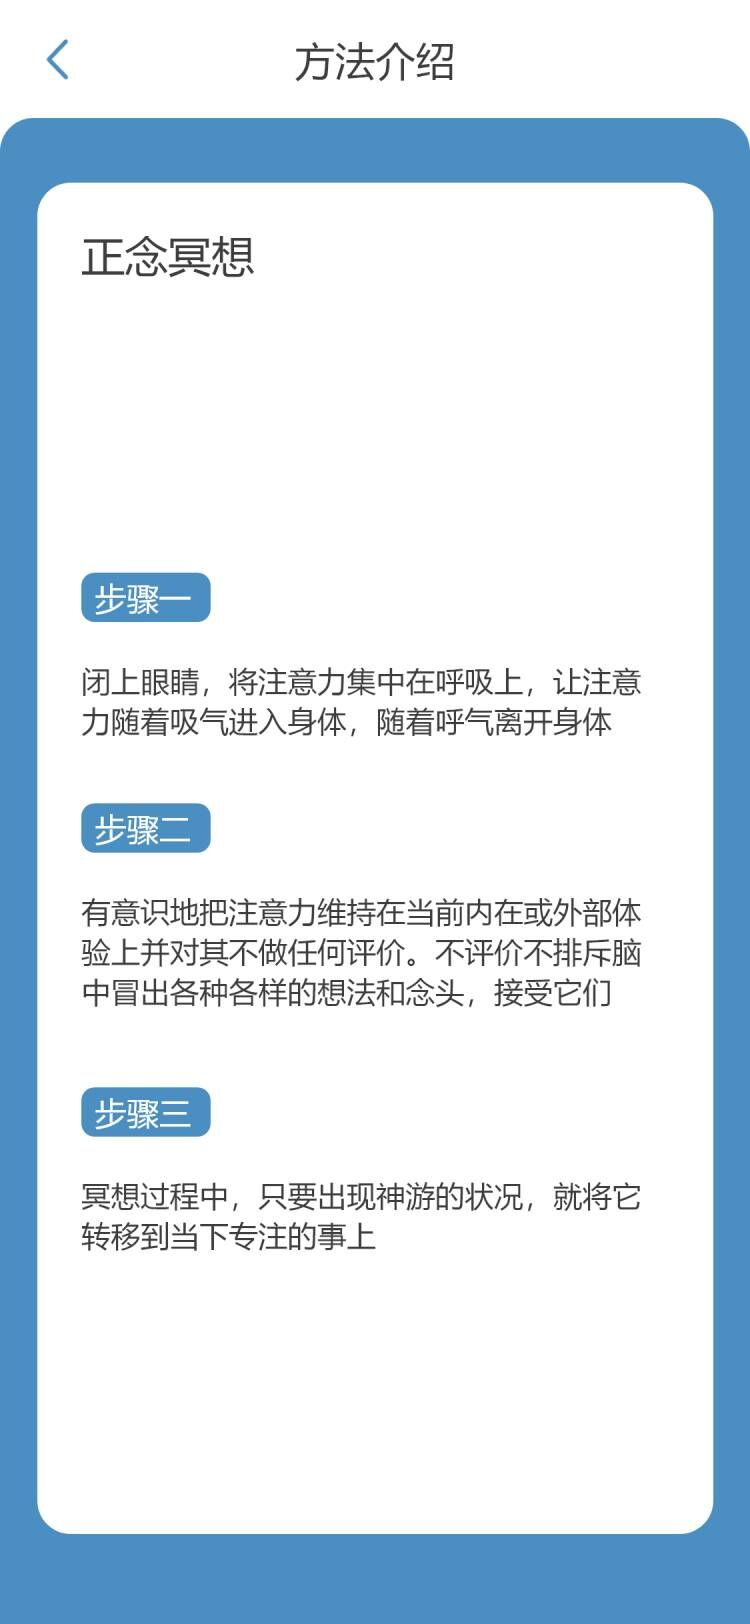 方法介绍
正念冥想
步骤一
闭上眼睛，将注意力集中在呼吸上，让注意
力随着吸气进入身体，随着呼气离开身体
步骤二
有意识地把注意力维持在当前内在或外部体
验上并对其不做任何评价。不评价不排斥脑
中冒出各种各样的想法和念头，接受它们
步骤三
冥想过程中，只要出现神游的状况，就将它
转移到当下专注的事上